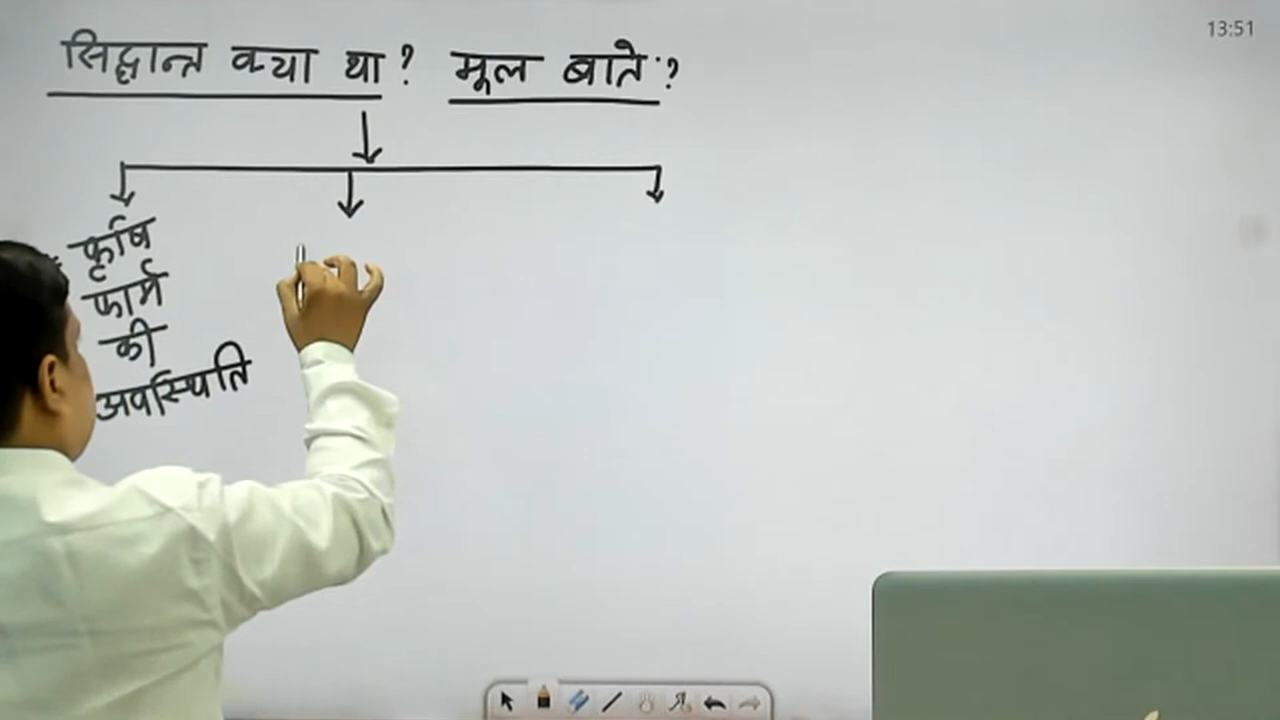 13:51
सिद्धान्त क्या था? मूल बातें?
कृषि
फार्म
की
अवस्थिति